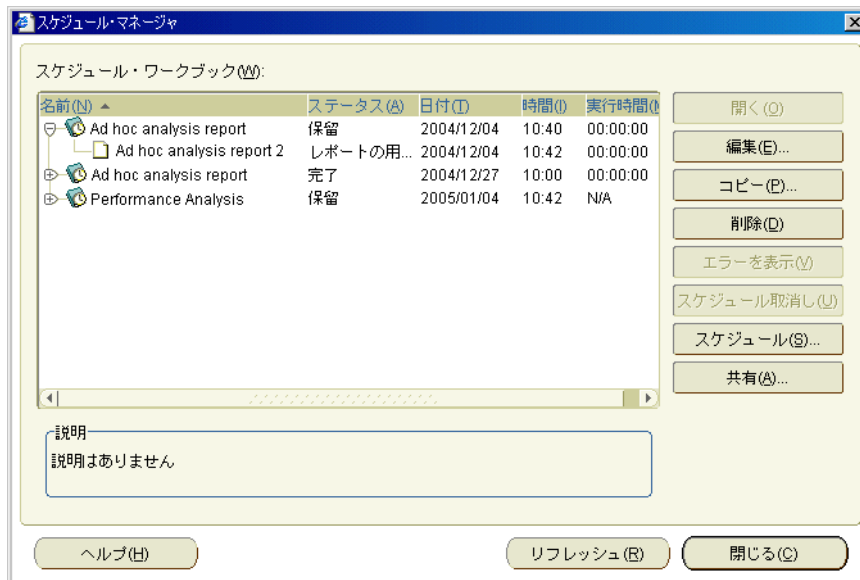 スケジュール・マネージャ
スケジュール・ワークブック(W):
名前(N) ステータス(A) 日付(T) 時間(I) 実行時間(
Ad hoc analysis report 保留 2004/12/04 10:40 00:00:00
Ad hoc analysis report 2 レポートの用... 2004/12/04 10:42 00:00:00
Ad hoc analysis report 完了 2004/12/27 10:00 00:00:00
Performance Analysis 保留 2005/01/04 10:42 N/A
開く(O)
編集(E)...
コピー(P)...
削除(D)
エラーを表示(V)
スケジュール取消し(U)
スケジュール(S)...
共有(A)...
説明
説明はありません
ヘルプ(H) リフレッシュ(R) 閉じる(C)